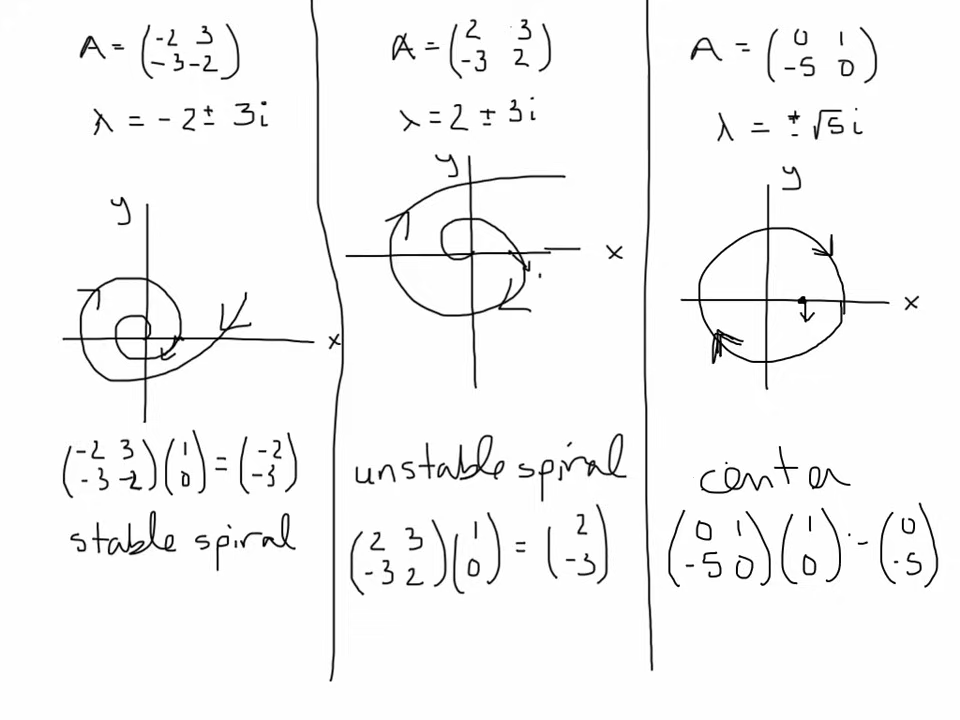 A = (-2 3
-3 -2)
λ = -2 ± 3i
y
x
(-2 3
-3 -2) (1
0) = (-2
-3)
stable spiral
A = (2 3
-3 2)
λ = 2 ± 3i
y
x
unstable spiral
(2 3
-3 2) (1
0) = (2
-3)
A = (0 1
-5 0)
λ = ± √5 i
y
x
center
(0 1
-5 0) (1
0) = (0
-5)